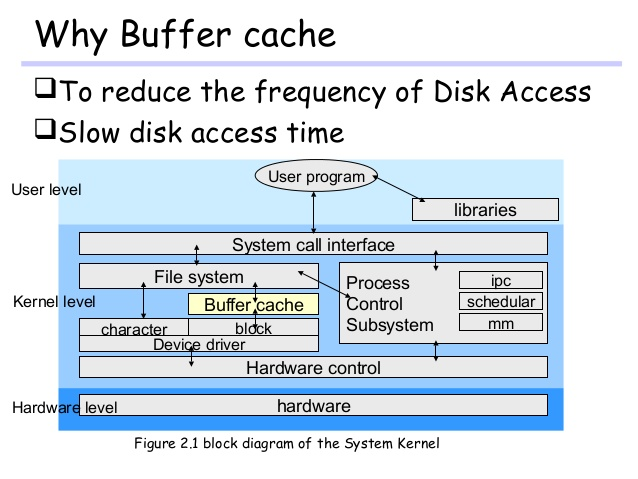 Why Buffer cache
❑To reduce the frequency of Disk Access
❑Slow disk access time
User program
User level
libraries
System call interface
File system
Process
Control
Subsystem
ipc
schedular
mm
Kernel level
Buffer cache
character
block
Device driver
Hardware control
Hardware level
hardware
Figure 2.1 block diagram of the System Kernel